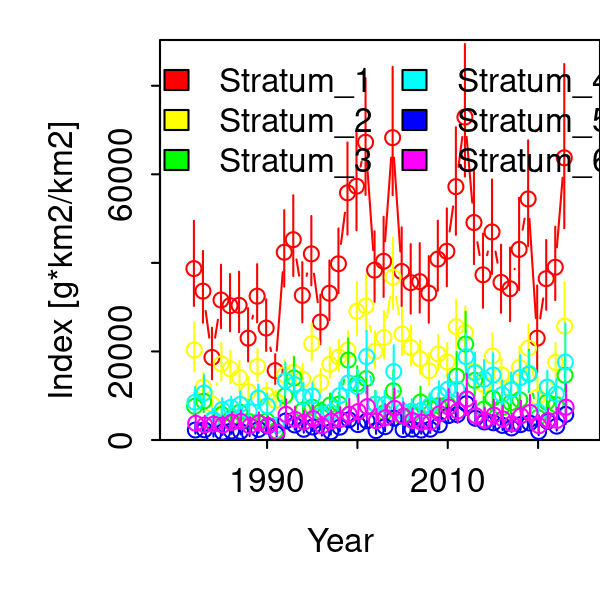 Stratum_1
Stratum_2
Stratum_3
Stratum_4
Stratum_5
Stratum_6
Index [g*km2/km2]
60000
20000
0
1990 2010
Year